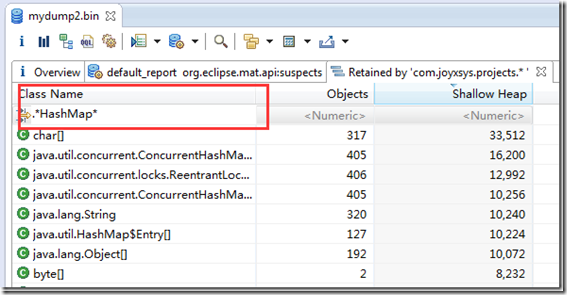 mydump2.bin
Overview default_report org.eclipse.mat.api:suspects Retained by 'com.joyxsys.projects.* '
Class Name Objects Shallow Heap
.*HashMap* <Numeric> <Numeric>
char[] 317 33,512
java.util.concurrent.ConcurrentHashMa... 405 16,200
java.util.concurrent.locks.ReentrantLoc... 406 12,992
java.util.concurrent.ConcurrentHashMa... 405 10,256
java.lang.String 320 10,240
java.util.HashMap$Entry[] 127 10,224
java.lang.Object[] 192 10,072
byte[] 2 8,232